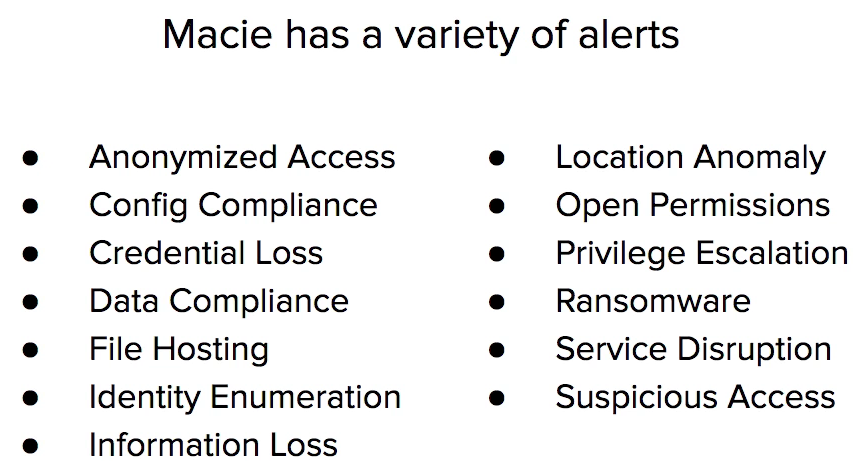 Macie has a variety of alerts
● Anonymized Access
● Config Compliance
● Credential Loss
● Data Compliance
● File Hosting
● Identity Enumeration
● Information Loss
● Location Anomaly
● Open Permissions
● Privilege Escalation
● Ransomware
● Service Disruption
● Suspicious Access